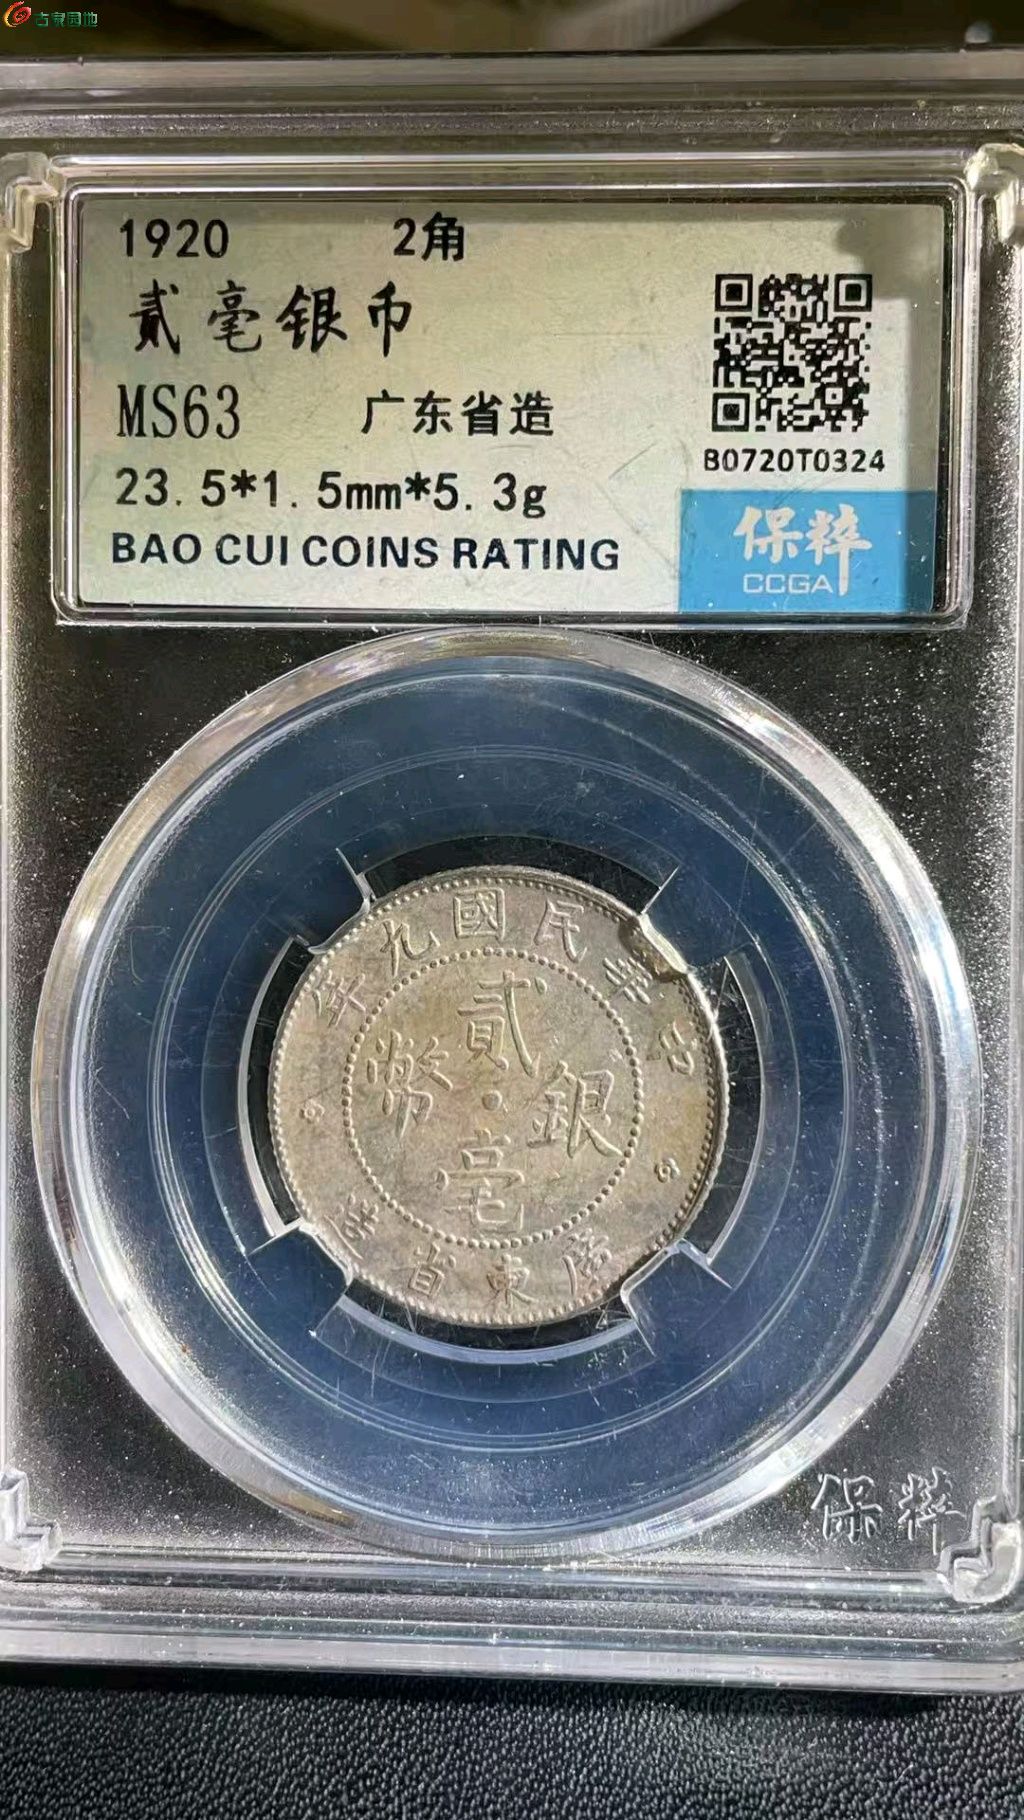 古泉园地
1920 2角
貳毫银币
MS63 广东省造
23.5*1.5mm*5.3g
BAO CUI COINS RATING
B0720T0324
保粹
CCGA
年九國民華中
貳
幣 銀
毫
造省東廣
保粹